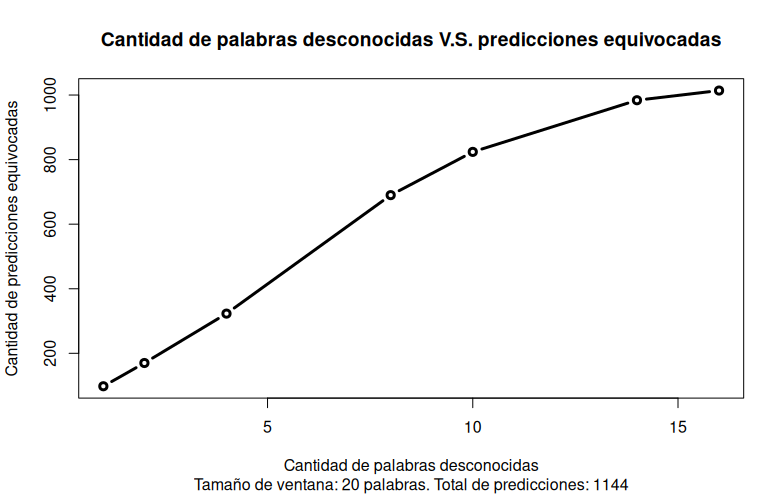 Cantidad de palabras desconocidas V.S. predicciones equivocadas
Cantidad de predicciones equivocadas
1000
800
600
400
200
5
10
15
Cantidad de palabras desconocidas
Tamaño de ventana: 20 palabras. Total de predicciones: 1144